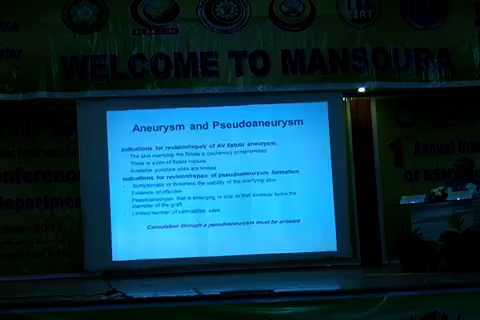 WELCOME TO MANSOURA
Aneurysm and Pseudoaneurysm
Indications for revision/repair of AV fistula aneurysm:
The skin overlying the fistula is (ischemic) compromised
There is a risk of fistula rupture
Available puncture sites are limited
Indications for revision/repair of pseudoaneurysm formation
Symptomatic or threatens the viability of the overlying skin
Evidence of infection
Pseudoaneurysm that is enlarging in size or that exceeds twice the
diameter of the graft
Limited number of cannulation sites
Cannulation through a pseudoaneurysm must be avoided
Annual